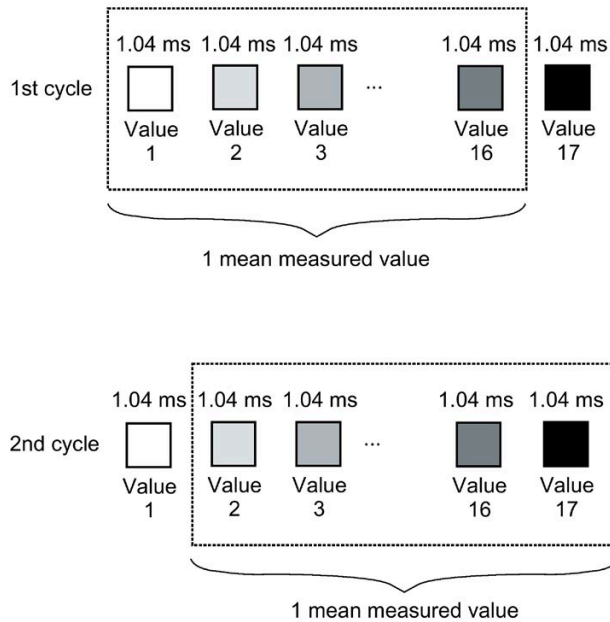 1.04 ms 1.04 ms 1.04 ms 1.04 ms 1.04 ms
1st cycle ...
Value Value Value Value Value
1 2 3 16 17
1 mean measured value
1.04 ms 1.04 ms 1.04 ms 1.04 ms 1.04 ms
2nd cycle ...
Value Value Value Value Value
1 2 3 16 17
1 mean measured value